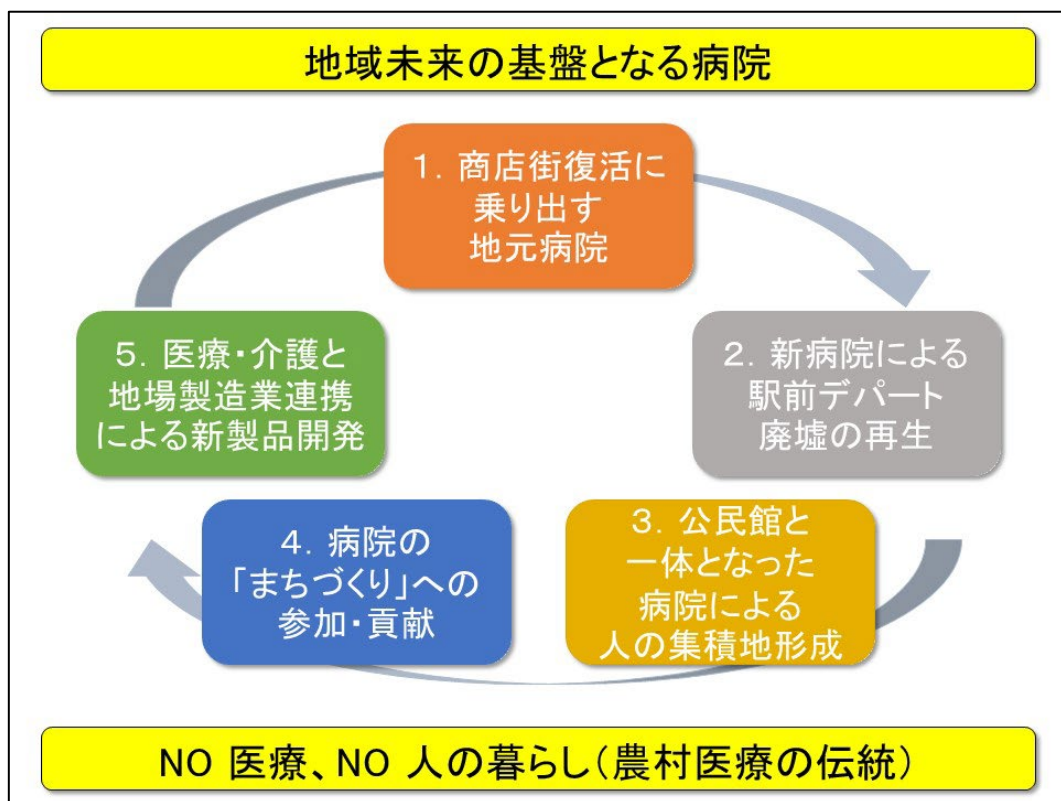 地域未来の基盤となる病院
１．商店街復活に
乗り出す
地元病院
２．新病院による
駅前デパート
廃墟の再生
３．公民館と
一体となった
病院による
人の集積地形成
４．病院の
「まちづくり」への
参加・貢献
５．医療・介護と
地場製造業連携
による新製品開発
NO 医療、NO 人の暮らし（農村医療の伝統）